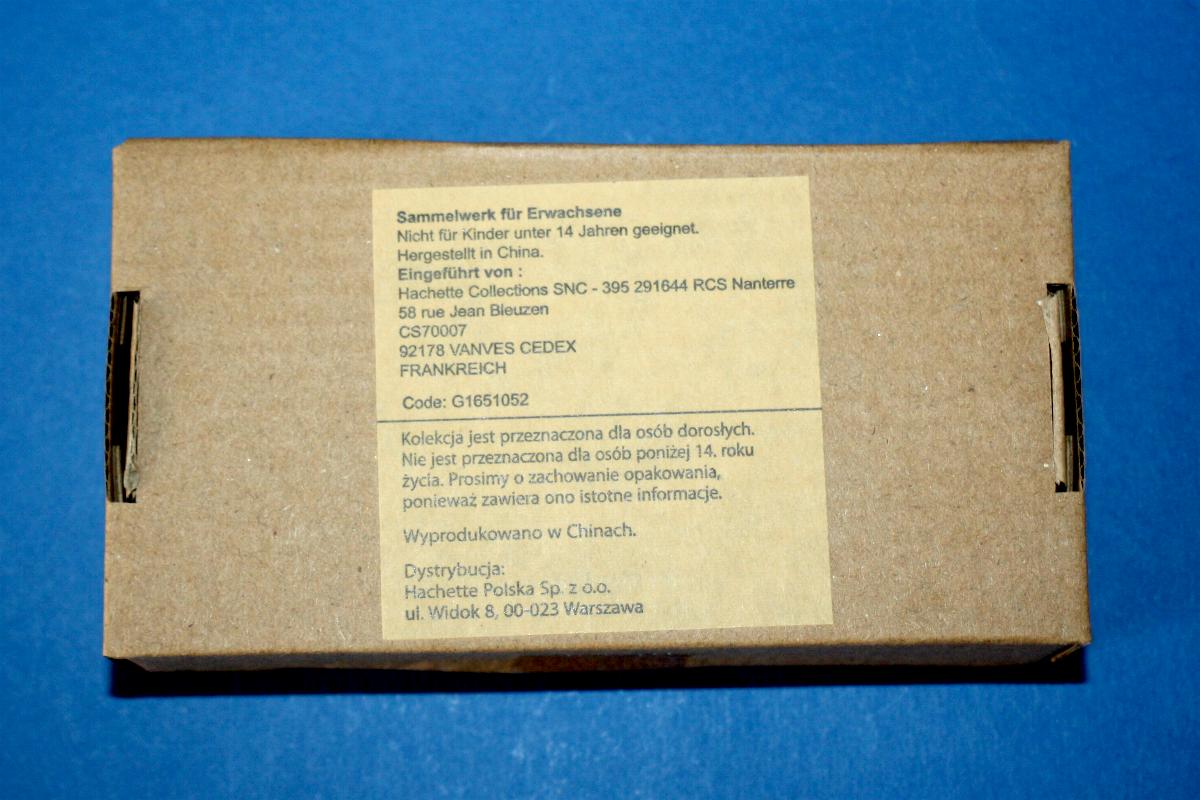 Sammelwerk für Erwachsene
Nicht für Kinder unter 14 Jahren geeignet.
Hergestellt in China.
Eingeführt von :
Hachette Collections SNC - 395 291644 RCS Nanterre
58 rue Jean Bleuzen
CS70007
92178 VANVES CEDEX
FRANKREICH
Code: G1651052
Kolekcja jest przeznaczona dla osób dorosłych.
Nie jest przeznaczona dla osób poniżej 14. roku
życia. Prosimy o zachowanie opakowania,
ponieważ zawiera ono istotne informacje.
Wyprodukowano w Chinach.
Dystrybucja:
Hachette Polska Sp. z o.o.
ul. Widok 8, 00-023 Warszawa